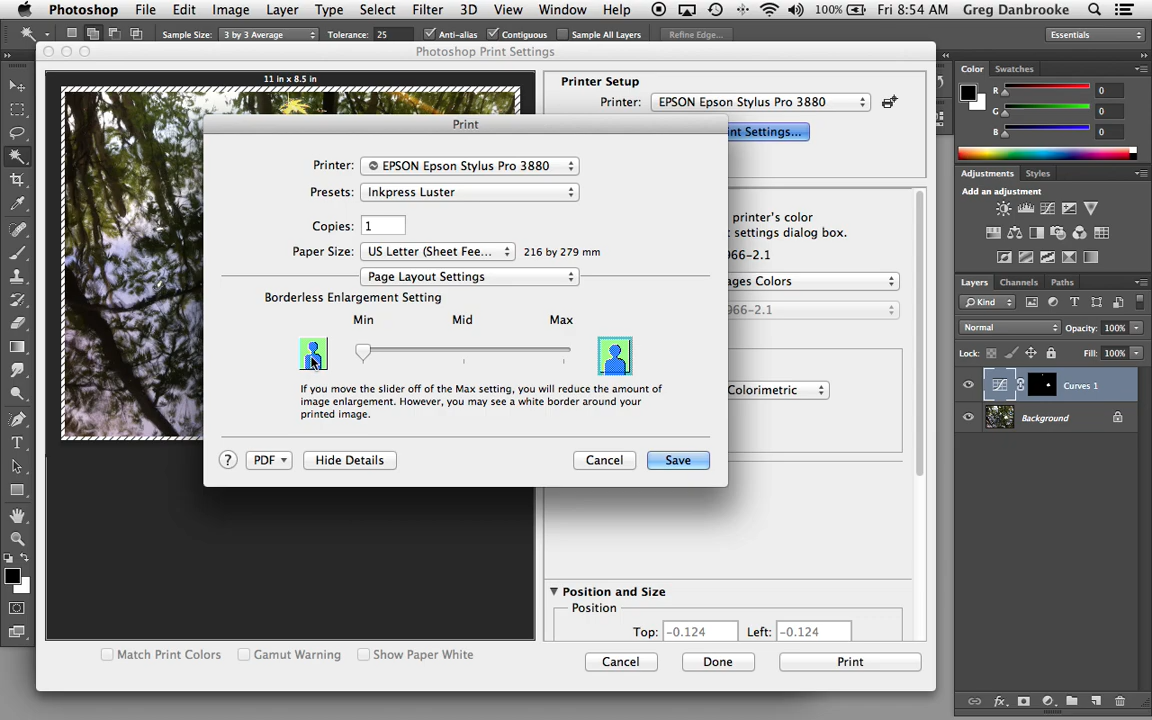 Photoshop File Edit Image Layer Type Select Filter 3D View Window Help 100% Fri 8:54 AM Greg Danbrooke
Sample Size: 3 by 3 Average Tolerance: 25 Anti-alias Contiguous Sample All Layers Refine Edge... Essentials
Photoshop Print Settings
11 in x 8.5 in
Printer Setup
Printer: EPSON Epson Stylus Pro 3880
nt Settings...
Print
Printer: EPSON Epson Stylus Pro 3880
Presets: Inkpress Luster
Copies: 1
Paper Size: US Letter (Sheet Fee... 216 by 279 mm
Page Layout Settings
Borderless Enlargement Setting
Min Mid Max
If you move the slider off of the Max setting, you will reduce the amount of
image enlargement. However, you may see a white border around your
printed image.
? PDF Hide Details Cancel Save
printer's color
settings dialog box.
966-2.1
ages Colors
966-2.1
Colorimetric
Position and Size
Position
Top: -0.124 Left: -0.124
Match Print Colors Gamut Warning Show Paper White
Cancel Done Print
Color Swatches
R 0
G 0
B 0
Adjustments Styles
Add an adjustment
Layers Channels Paths
Kind T
Normal Opacity: 100%
Lock: Fill: 100%
Curves 1
Background
fx
T